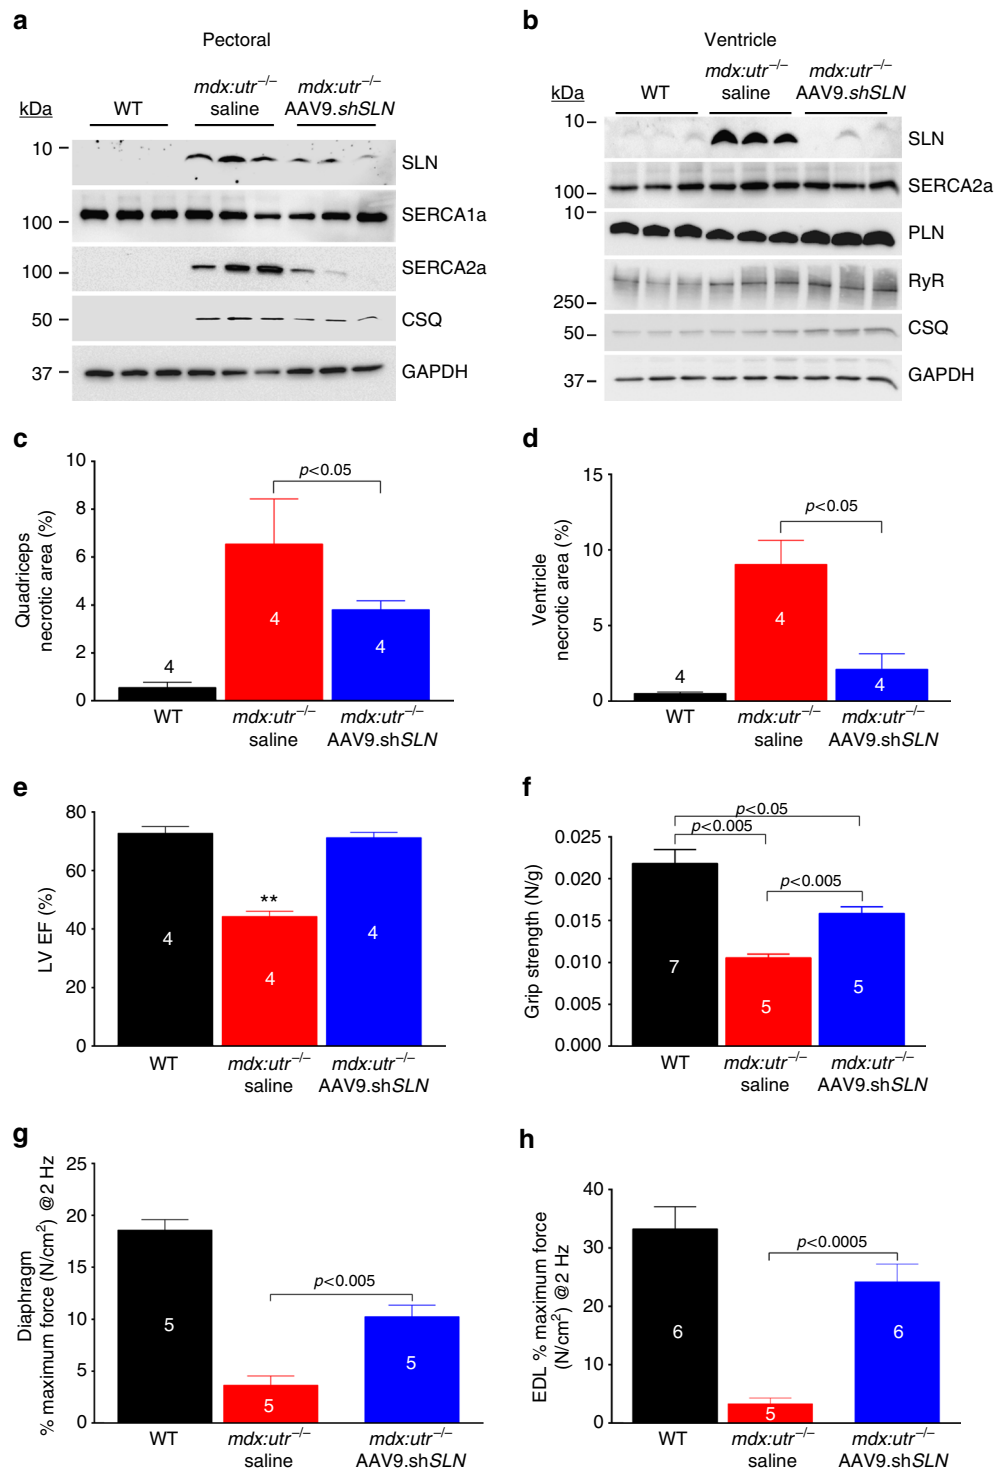 a
Pectoral
kDa
WT
mdx:utr–/–
saline
mdx:utr–/–
AAV9.shSLN
10
SLN
100
SERCA1a
100
SERCA2a
50
CSQ
37
GAPDH
b
Ventricle
kDa
WT
mdx:utr–/–
saline
mdx:utr–/–
AAV9.shSLN
10
SLN
100
SERCA2a
10
PLN
RyR
250
50
CSQ
37
GAPDH
c
Quadriceps
necrotic area (%)
10
8
6
4
2
0
p<0.05
4
4
4
WT
mdx:utr–/–
saline
mdx:utr–/–
AAV9.shSLN
d
Ventricle
necrotic area (%)
15
10
5
0
p<0.05
4
4
4
WT
mdx:utr–/–
saline
mdx:utr–/–
AAV9.shSLN
e
LV EF (%)
80
60
40
20
0
**
4
4
4
WT
mdx:utr–/–
saline
mdx:utr–/–
AAV9.shSLN
f
Grip strength (N/g)
0.025
0.020
0.015
0.010
0.005
0.000
p<0.05
p<0.005
p<0.005
7
5
5
WT
mdx:utr–/–
saline
mdx:utr–/–
AAV9.shSLN
g
Diaphragm
% maximum force (N/cm2) @2 Hz
25
20
15
10
5
0
p<0.005
5
5
5
WT
mdx:utr–/–
saline
mdx:utr–/–
AAV9.shSLN
h
EDL % maximum force
(N/cm2) @2 Hz
40
30
20
10
0
p<0.0005
6
5
6
WT
mdx:utr–/–
saline
mdx:utr–/–
AAV9.shSLN